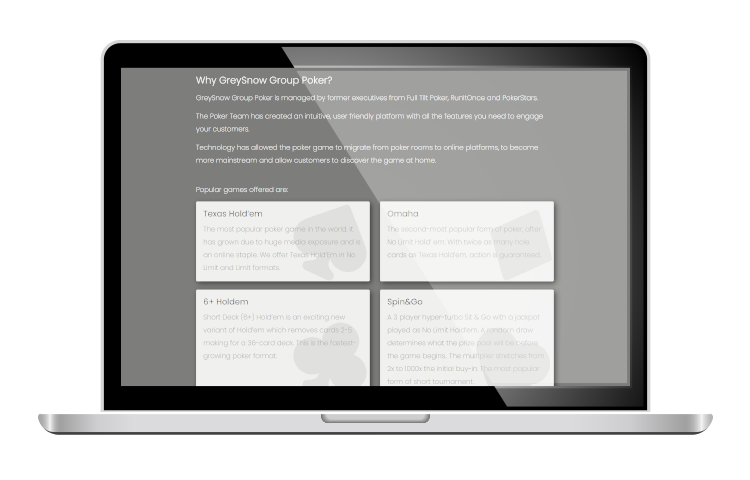 Why GreySnow Group Poker?
GreySnow Group Poker is managed by former executives from Full Tilt Poker, RunItOnce and PokerStars.
The Poker Team has created an intuitive, user friendly platform with all the features you need to engage
your customers.
Technology has allowed the poker game to migrate from poker rooms to online platforms, to become
more mainstream and allow customers to discover the game at home.
Popular games offered are:
Texas Hold'em
The most popular poker game in the world. It
has grown due to huge media exposure and is
an online staple. We offer Texas Hold'Em in No
Limit and Limit formats.
Omaha
The second-most popular form of poker, after
No Limit Hold' em. With twice as many hole
cards as Texas Hold'em, action is guaranteed.
6+ Holdem
Short Deck (6+) Hold'em is an exciting new
variant of Hold'em which removes cards 2-5
making for a 36-card deck. This is the fastest-
growing poker format.
Spin&Go
A 3 player hyper-turbo Sit & Go with a jackpot
played as No Limit Hold'em. A random draw
determines what the prize pool will be before
the game begins. The multiplier stretches from
2x to 1000x the initial buy-in. The most popular
form of short tournament.